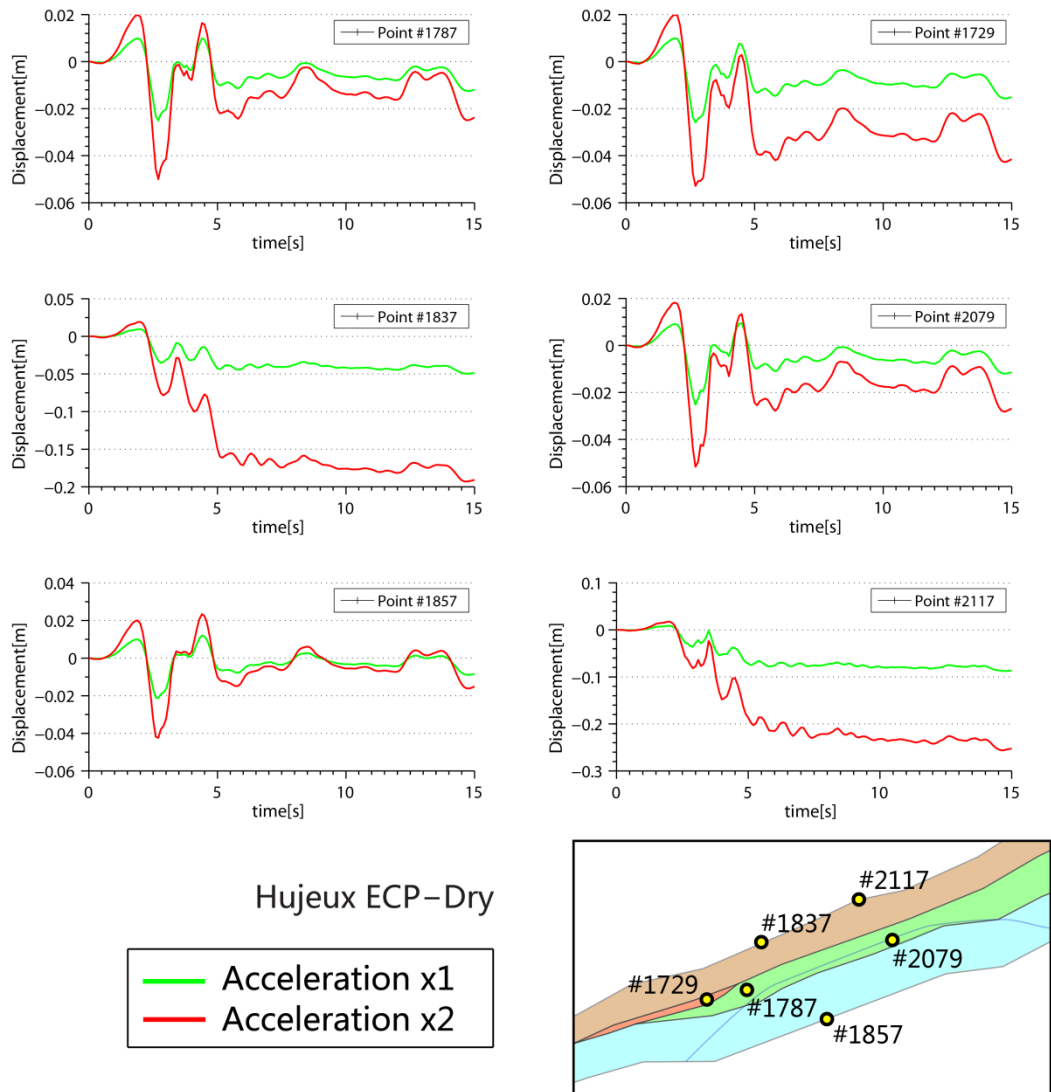 0.02
0
−0.02
−0.04
−0.06
Displacement[m]
Point #1787
0
5
10
15
time[s]
0.02
0
−0.02
−0.04
−0.06
Displacement[m]
Point #1729
0
5
10
15
time[s]
0.05
0
−0.05
−0.1
−0.15
−0.2
Displacement[m]
Point #1837
0
5
10
15
time[s]
0.02
0
−0.02
−0.04
−0.06
Displacement[m]
Point #2079
0
5
10
15
time[s]
0.04
0.02
0
−0.02
−0.04
−0.06
Displacement[m]
Point #1857
0
5
10
15
time[s]
0.1
0
−0.1
−0.2
−0.3
Displacement[m]
Point #2117
0
5
10
15
time[s]
Hujeux ECP−Dry
Acceleration x1
Acceleration x2
#2117
#1837
#2079
#1729
#1787
#1857